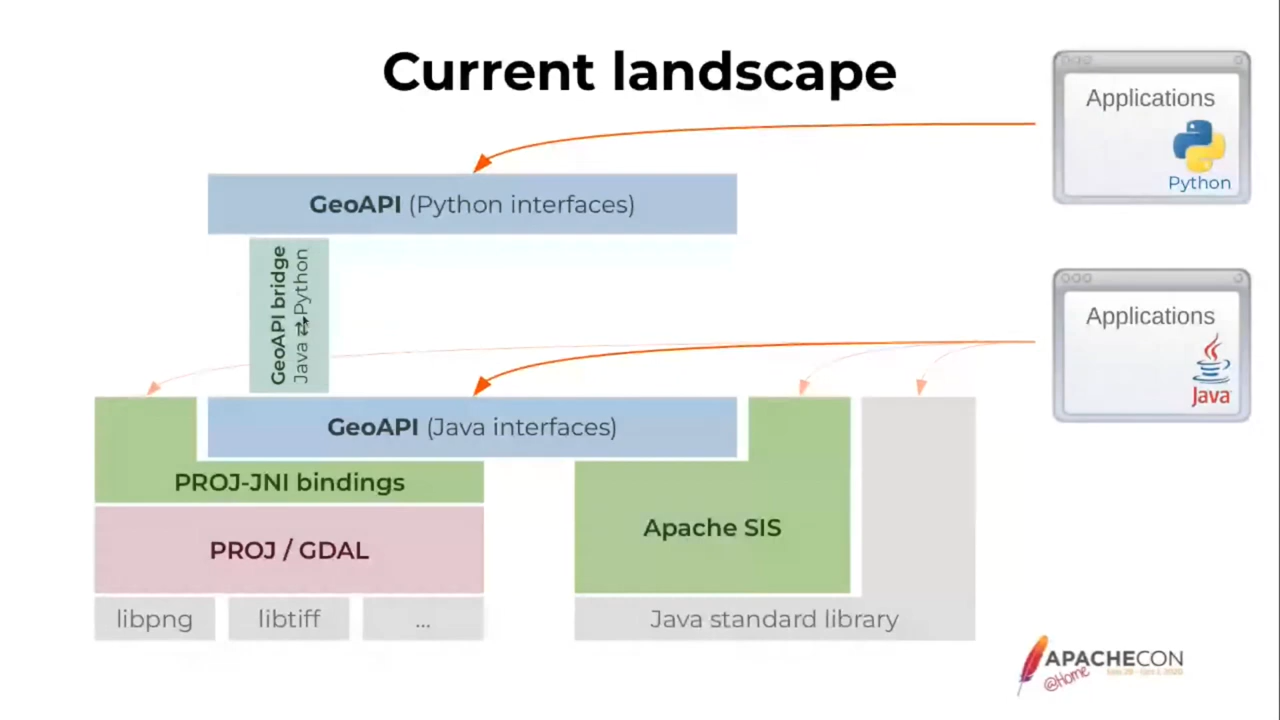 Current landscape
Applications
Python
GeoAPI (Python interfaces)
GeoAPI bridge
Java ⇄ Python
Applications
Java
GeoAPI (Java interfaces)
PROJ-JNI bindings
Apache SIS
PROJ / GDAL
libpng
libtiff
...
Java standard library
APACHECON
@Home